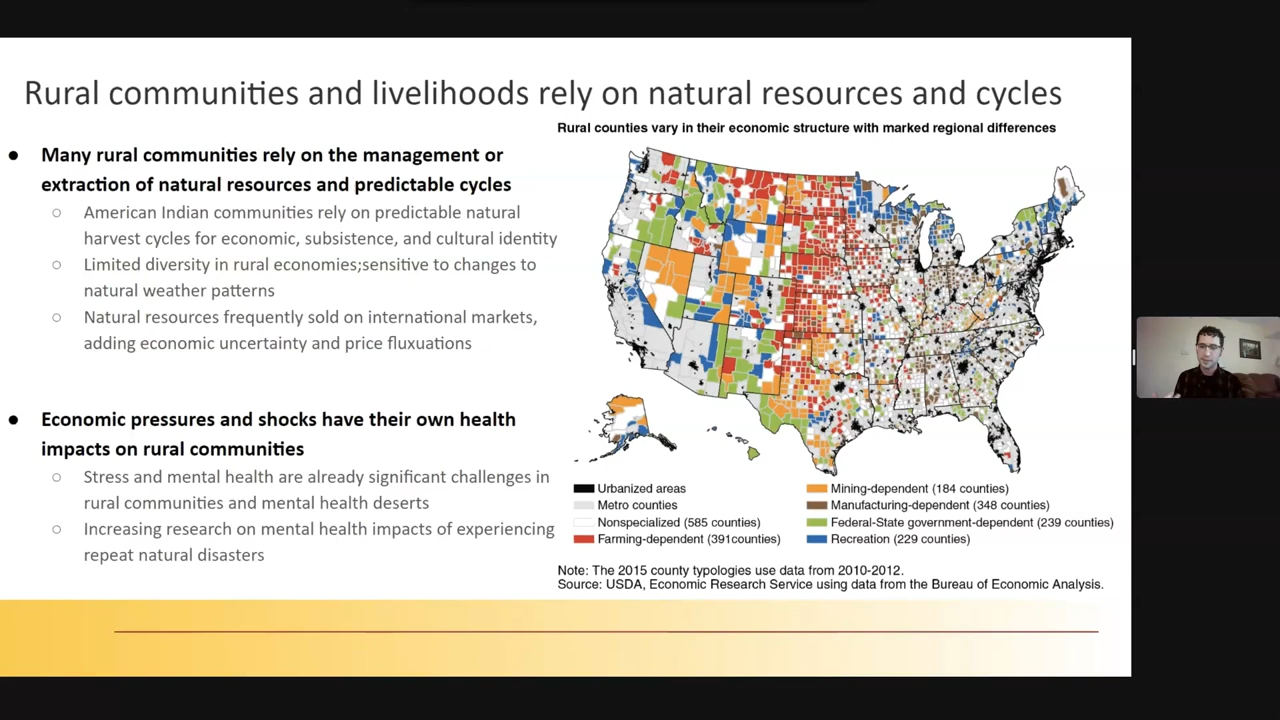 Rural communities and livelihoods rely on natural resources and cycles
● Many rural communities rely on the management or
extraction of natural resources and predictable cycles
○ American Indian communities rely on predictable natural
harvest cycles for economic, subsistence, and cultural identity
○ Limited diversity in rural economies;sensitive to changes to
natural weather patterns
○ Natural resources frequently sold on international markets,
adding economic uncertainty and price fluxuations
● Economic pressures and shocks have their own health
impacts on rural communities
○ Stress and mental health are already significant challenges in
rural communities and mental health deserts
○ Increasing research on mental health impacts of experiencing
repeat natural disasters
Rural counties vary in their economic structure with marked regional differences
Urbanized areas
Metro counties
Nonspecialized (585 counties)
Farming-dependent (391counties)
Mining-dependent (184 counties)
Manufacturing-dependent (348 counties)
Federal-State government-dependent (239 counties)
Recreation (229 counties)
Note: The 2015 county typologies use data from 2010-2012.
Source: USDA, Economic Research Service using data from the Bureau of Economic Analysis.